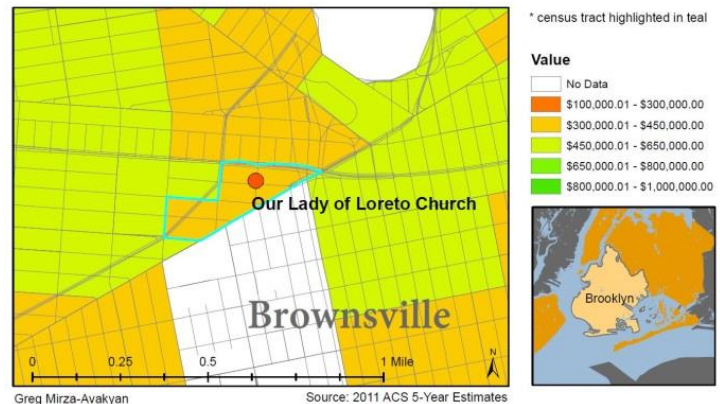 * census tract highlighted in teal
Value
No Data
$100,000.01 - $300,000.00
$300,000.01 - $450,000.00
$450,000.01 - $650,000.00
$650,000.01 - $800,000.00
$800,000.01 - $1,000,000.00
Our Lady of Loreto Church
Brownsville
0 0.25 0.5 1 Mile
N
Brooklyn
Greg Mirza-Avakyan
Source: 2011 ACS 5-Year Estimates